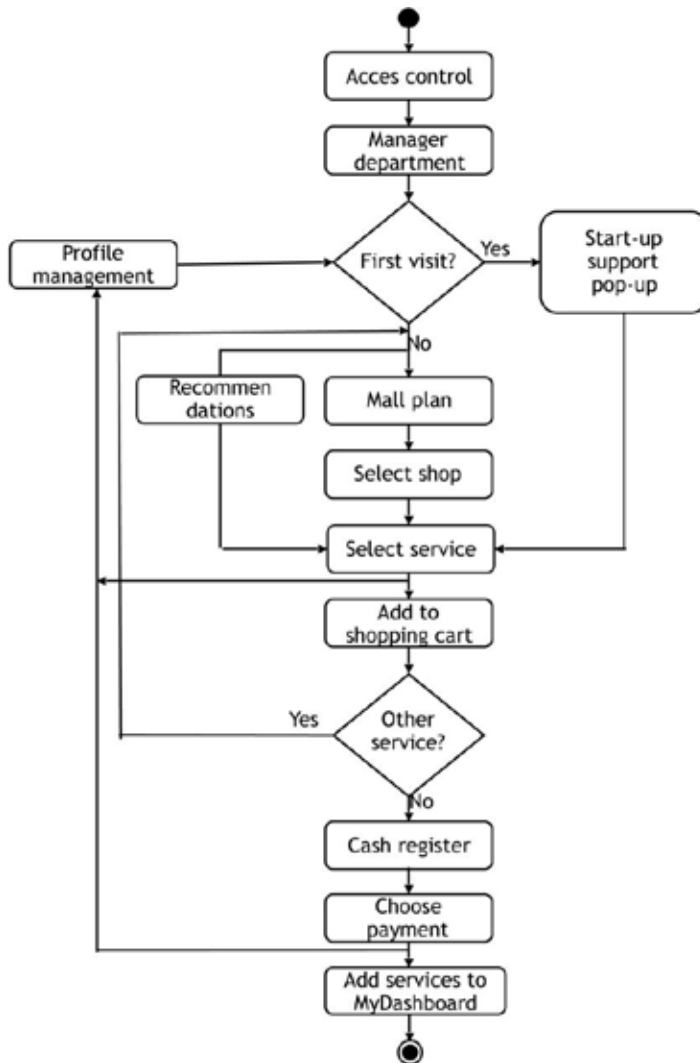 Acces control
Manager
department
Profile
management
First visit?
Yes
Start-up
support
pop-up
No
Recommen
dations
Mall plan
Select shop
Select service
Add to
shopping cart
Yes
Other
service?
No
Cash register
Choose
payment
Add services to
MyDashboard